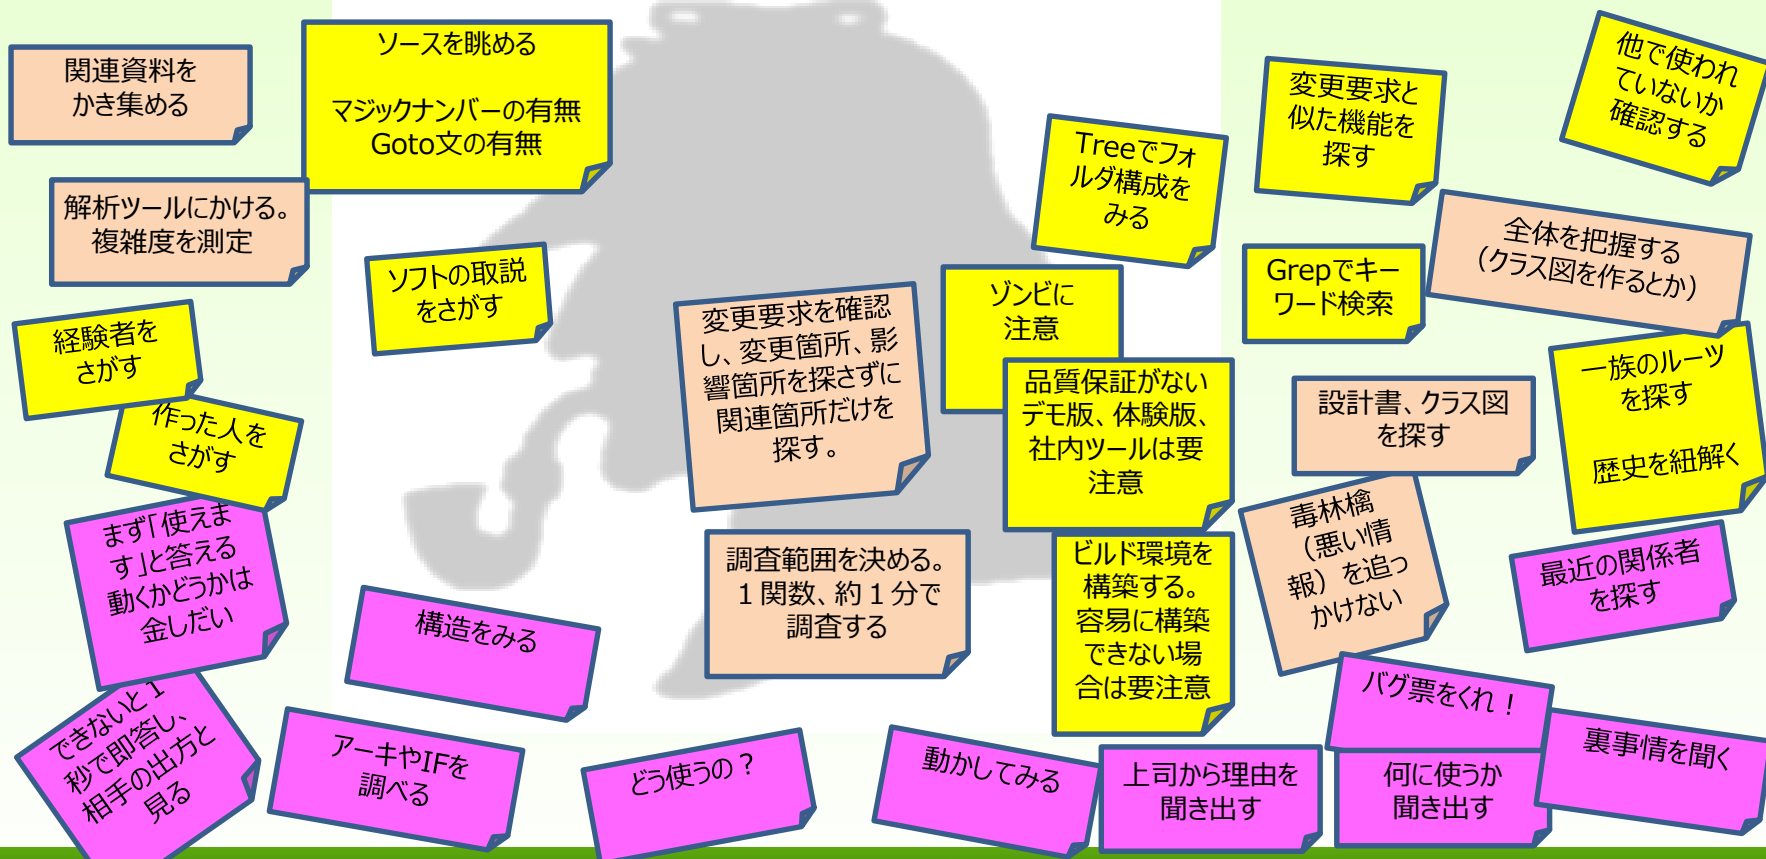 関連資料を
かき集める
ソースを眺める
マジックナンバーの有無
Goto文の有無
解析ツールにかける。
複雑度を測定
ソフトの取説
をさがす
経験者を
さがす
作った人を
さがす
まず「使えま
す」と答える
動くかどうかは
金しだい
できないと1
秒で即答し、
相手の出方と
見る
構造をみる
アーキやIFを
調べる
変更要求を確認
し、変更箇所、影
響箇所を探さずに
関連箇所だけを
探す。
調査範囲を決める。
1関数、約1分で
調査する
どう使うの?
動かしてみる
Treeでフォ
ルダ構成を
みる
ゾンビに
注意
品質保証がない
デモ版、体験版、
社内ツールは要
注意
ビルド環境を
構築する。
容易に構築
できない場
合は要注意
上司から理由を
聞き出す
変更要求と
似た機能を
探す
他で使われ
ていないか
確認する
Grepでキー
ワード検索
全体を把握する
(クラス図を作るとか)
設計書、クラス図
を探す
一族のルーツ
を探す
歴史を紐解く
毒林檎
(悪い情
報)を追っ
かけない
最近の関係者
を探す
バグ票をくれ!
何に使うか
聞き出す
裏事情を聞く